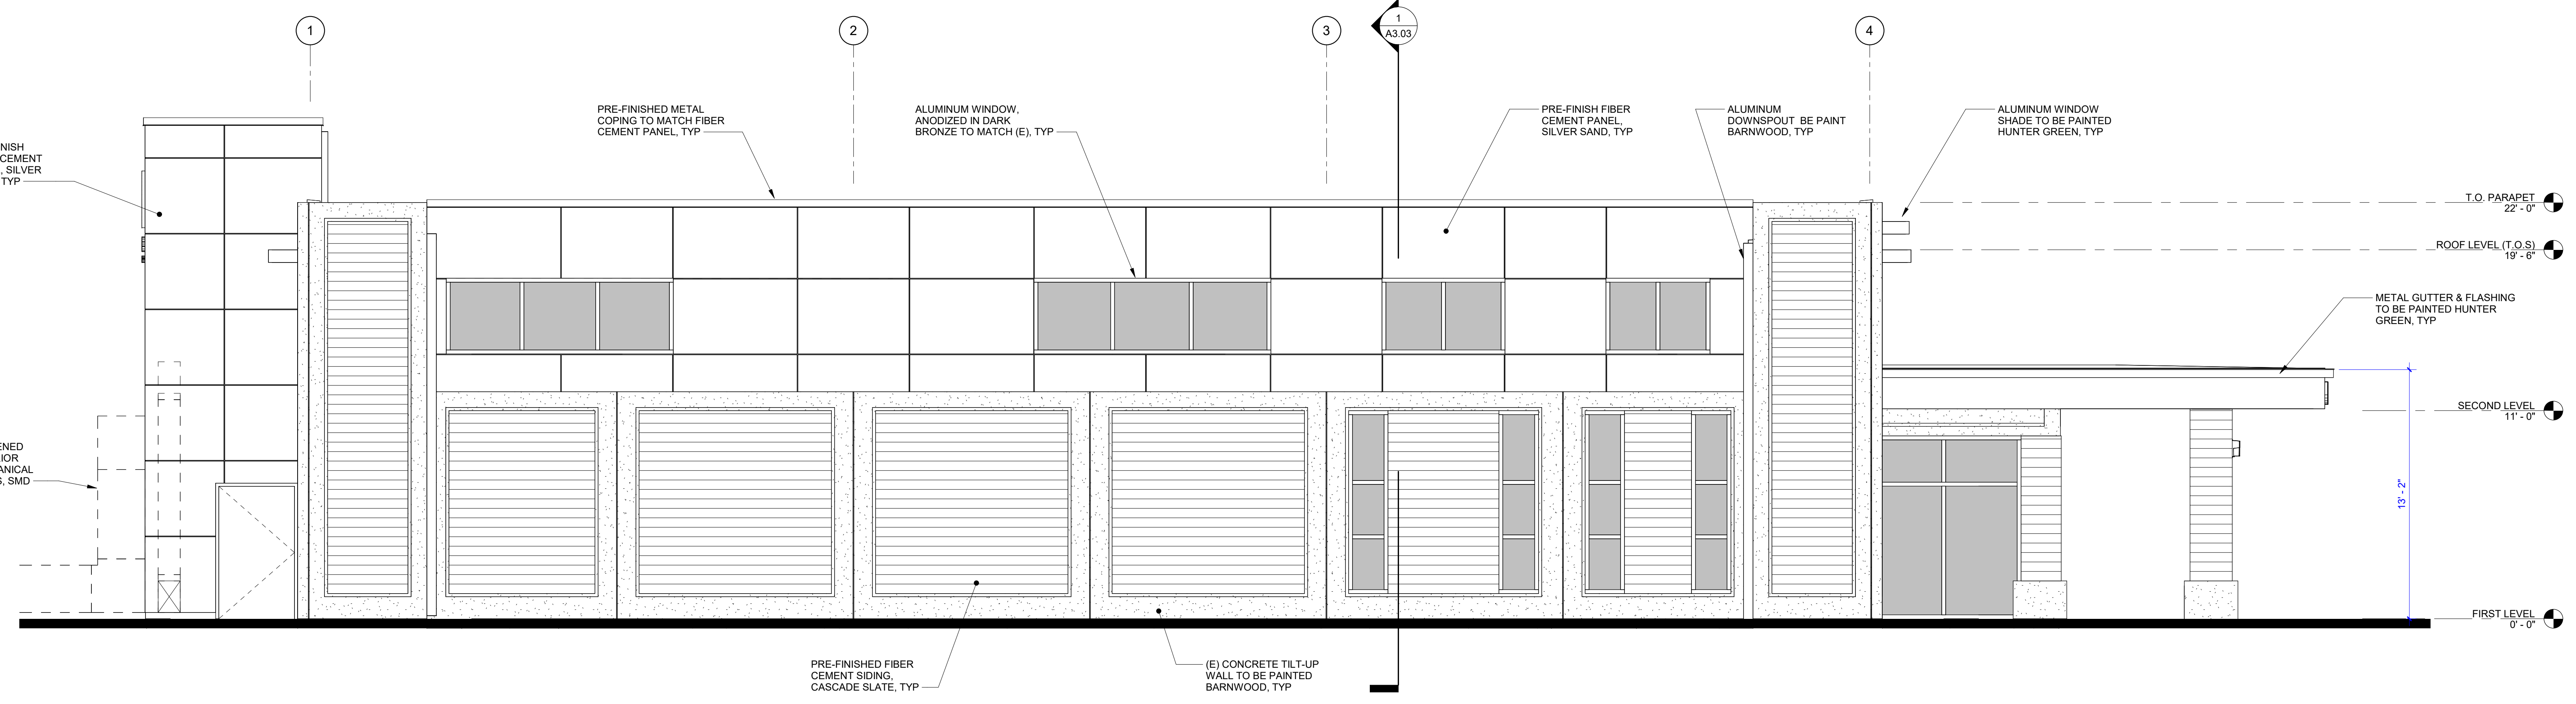 1
2
3
1
A3.03
4
PRE-FINISHED METAL
COPING TO MATCH FIBER
CEMENT PANEL, TYP
ALUMINUM WINDOW,
ANODIZED IN DARK
BRONZE TO MATCH (E), TYP
PRE-FINISH FIBER
CEMENT PANEL,
SILVER SAND, TYP
ALUMINUM
DOWNSPOUT  BE PAINT
BARNWOOD, TYP
ALUMINUM WINDOW
SHADE TO BE PAINTED
HUNTER GREEN, TYP
NISH
CEMENT
, SILVER
TYP
T.O. PARAPET
22' - 0"
ROOF LEVEL (T.O.S)
19' - 6"
METAL GUTTER & FLASHING
TO BE PAINTED HUNTER
GREEN, TYP
SECOND LEVEL
11' - 0"
ENED
RIOR
ANICAL
S, SMD
13' - 2"
FIRST LEVEL
0' - 0"
PRE-FINISHED FIBER
CEMENT SIDING,
CASCADE SLATE, TYP
(E) CONCRETE TILT-UP
WALL TO BE PAINTED
BARNWOOD, TYP